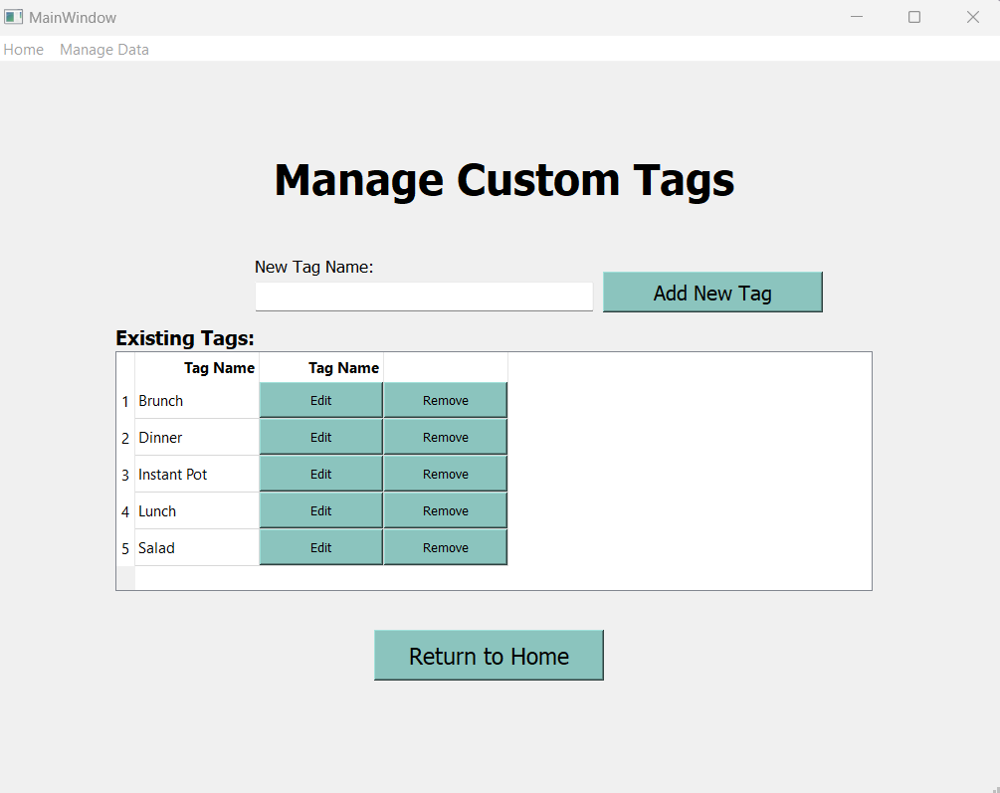 MainWindow
Home Manage Data
Manage Custom Tags
New Tag Name:
Add New Tag
Existing Tags:
Tag Name Tag Name
1 Brunch Edit Remove
2 Dinner Edit Remove
3 Instant Pot Edit Remove
4 Lunch Edit Remove
5 Salad Edit Remove
Return to Home